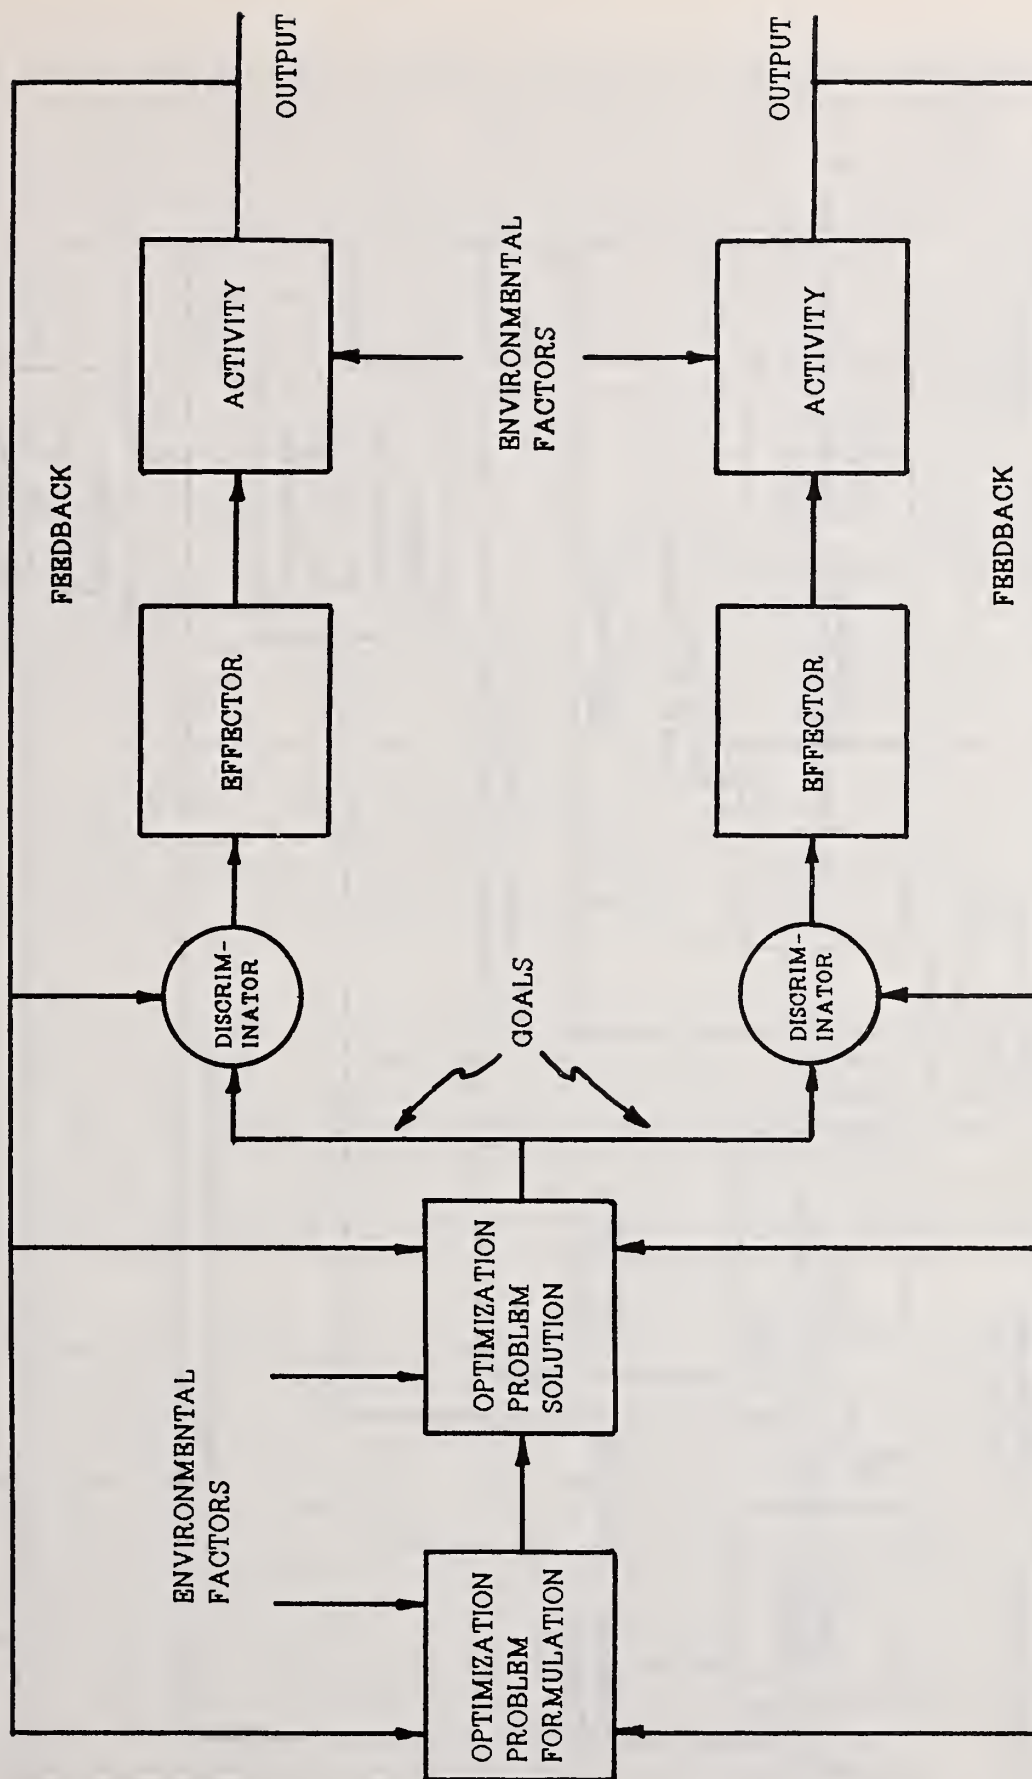 FEEDBACK
OUTPUT
DISCRIM-
INATOR
EFFECTOR
ACTIVITY
ENVIRONMENTAL
FACTORS
OPTIMIZATION
PROBLEM
FORMULATION
OPTIMIZATION
PROBLEM
SOLUTION
GOALS
ENVIRONMENTAL
FACTORS
DISCRIM-
INATOR
EFFECTOR
ACTIVITY
OUTPUT
FEEDBACK